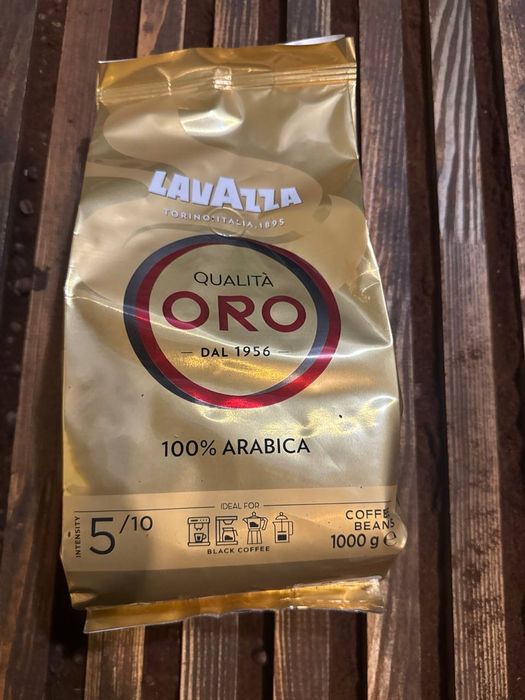 LAVAZZA
TORINO, ITALIA, 1895
QUALITÀ
ORO
DAL 1956
100% ARABICA
IDEAL FOR
INTENSITY
5/10
BLACK COFFEE
COFFEE
BEANS
1000 g e